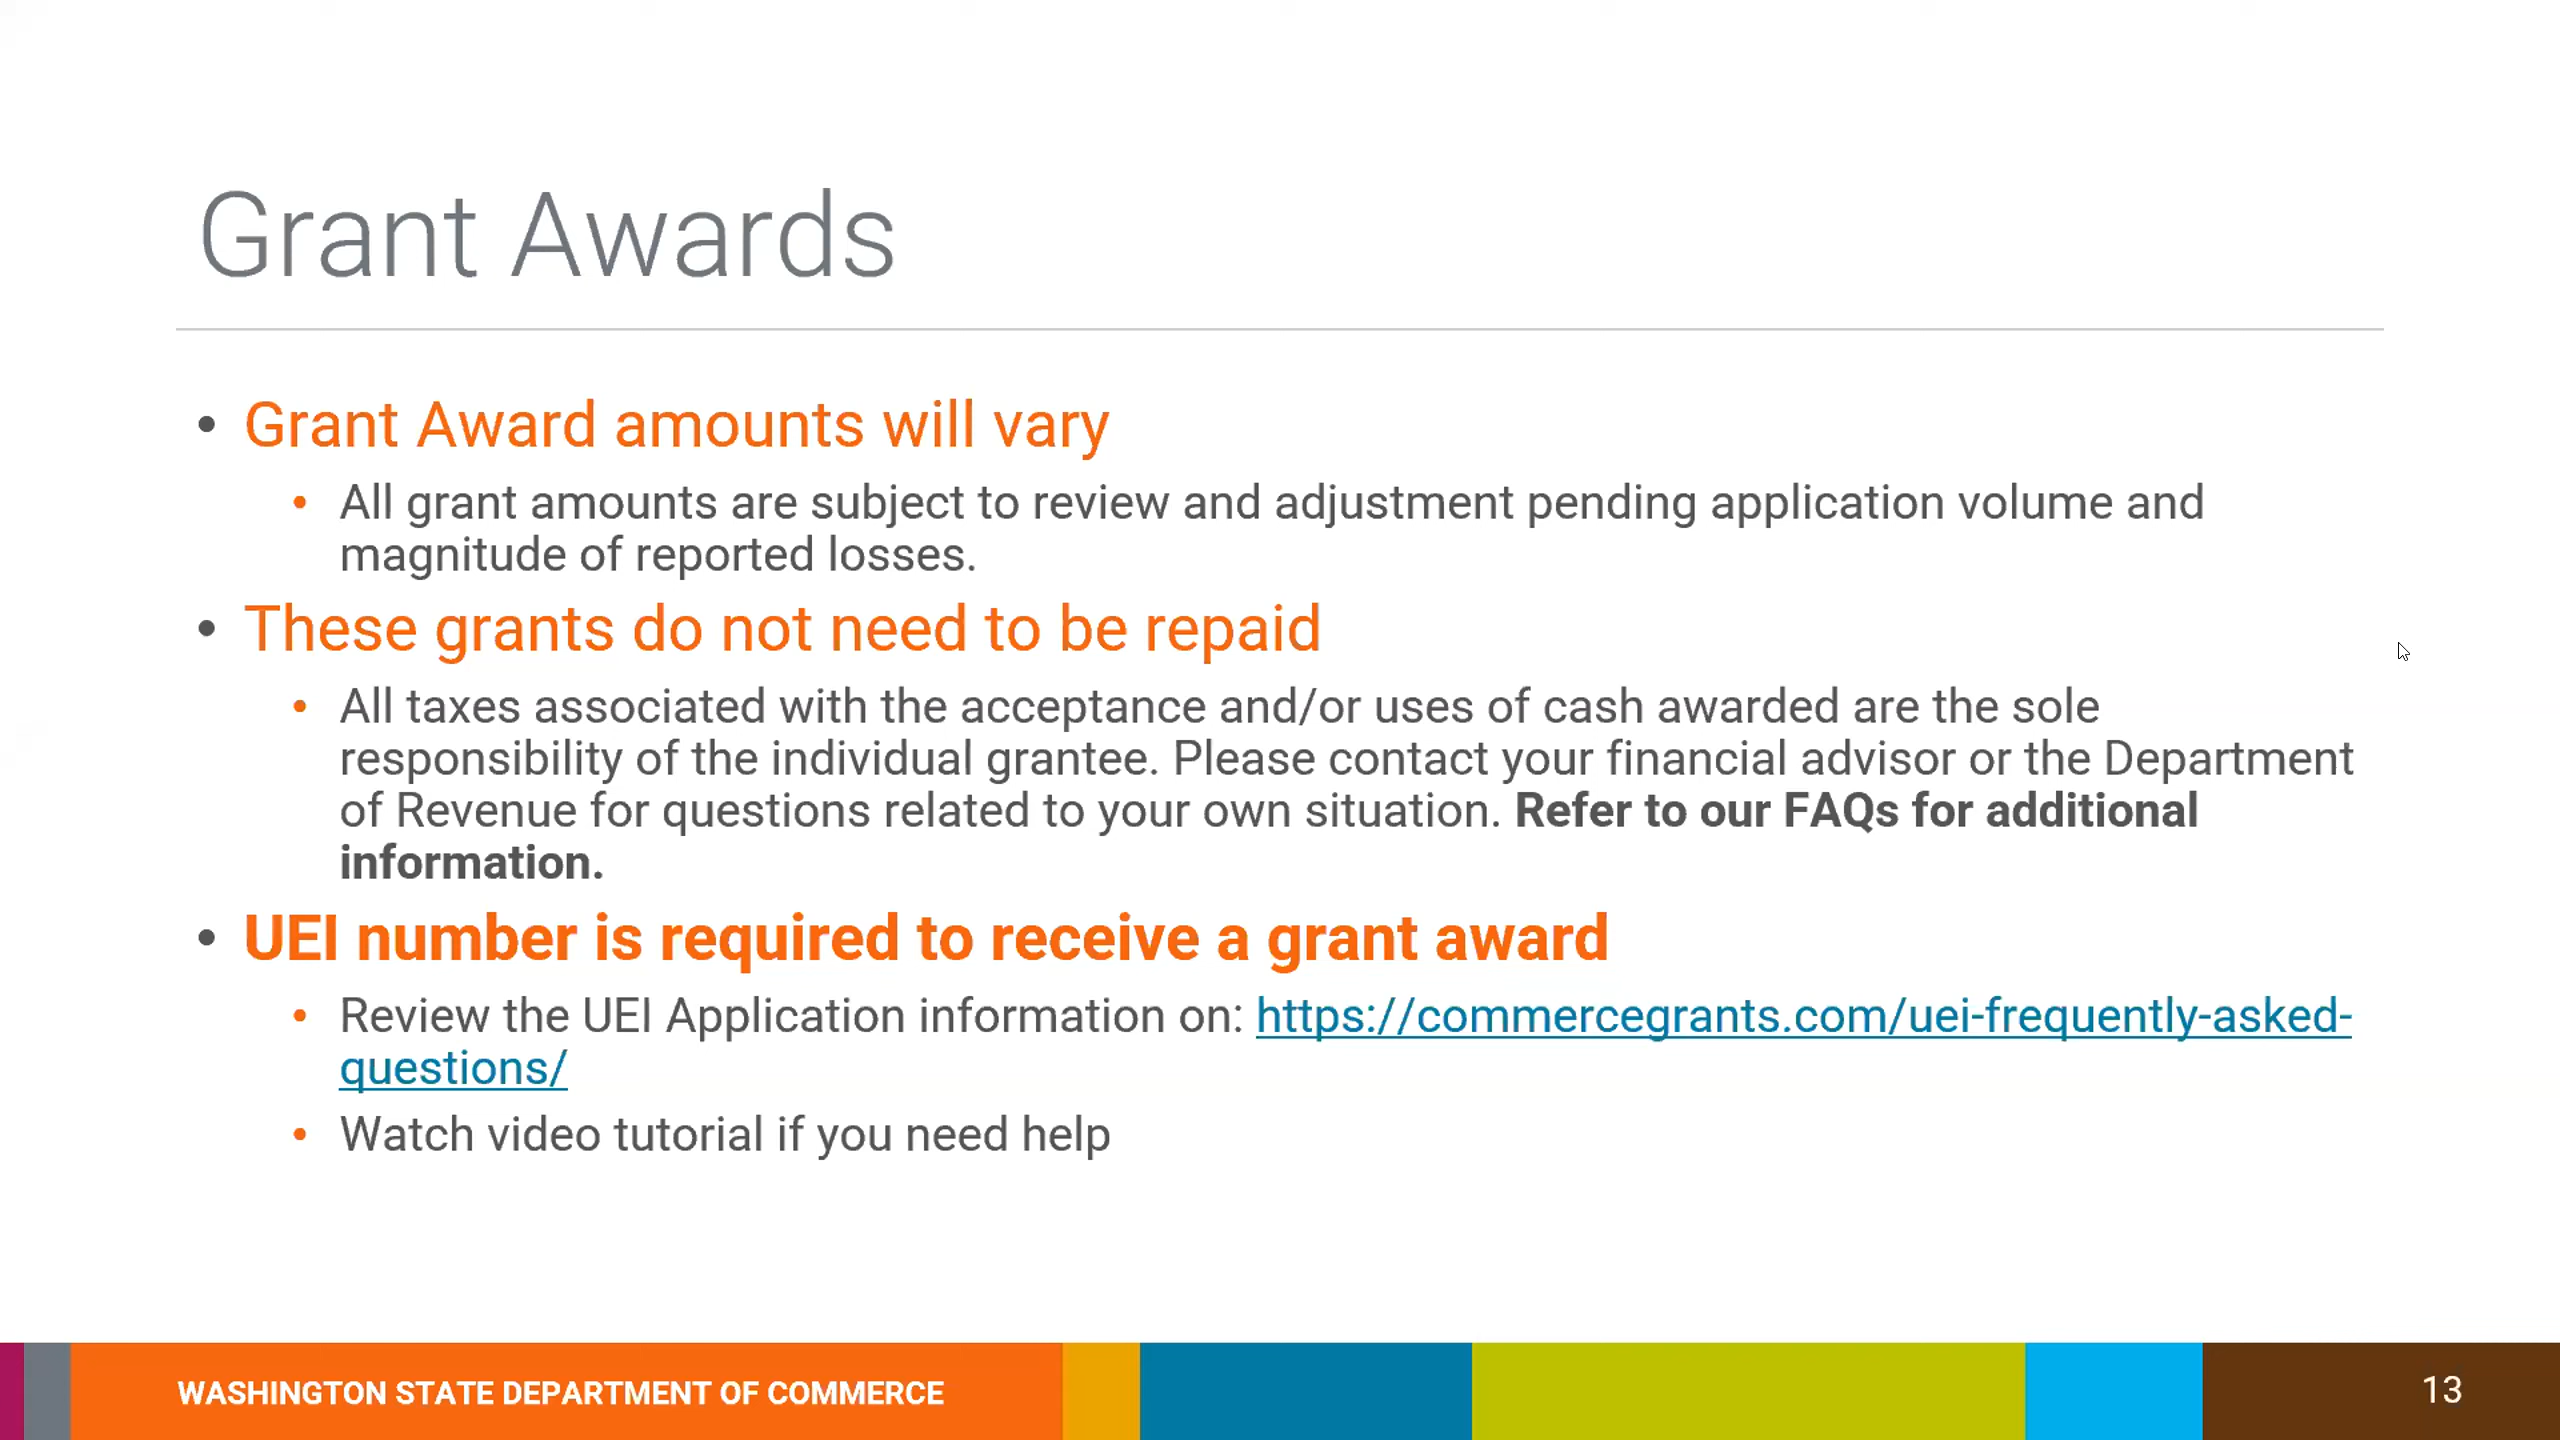 Grant Awards
• Grant Award amounts will vary
• All grant amounts are subject to review and adjustment pending application volume and
magnitude of reported losses.
• These grants do not need to be repaid
• All taxes associated with the acceptance and/or uses of cash awarded are the sole
responsibility of the individual grantee. Please contact your financial advisor or the Department
of Revenue for questions related to your own situation. Refer to our FAQs for additional
information.
• UEI number is required to receive a grant award
• Review the UEI Application information on: https://commercegrants.com/uei-frequently-asked-
questions/
• Watch video tutorial if you need help
WASHINGTON STATE DEPARTMENT OF COMMERCE
13